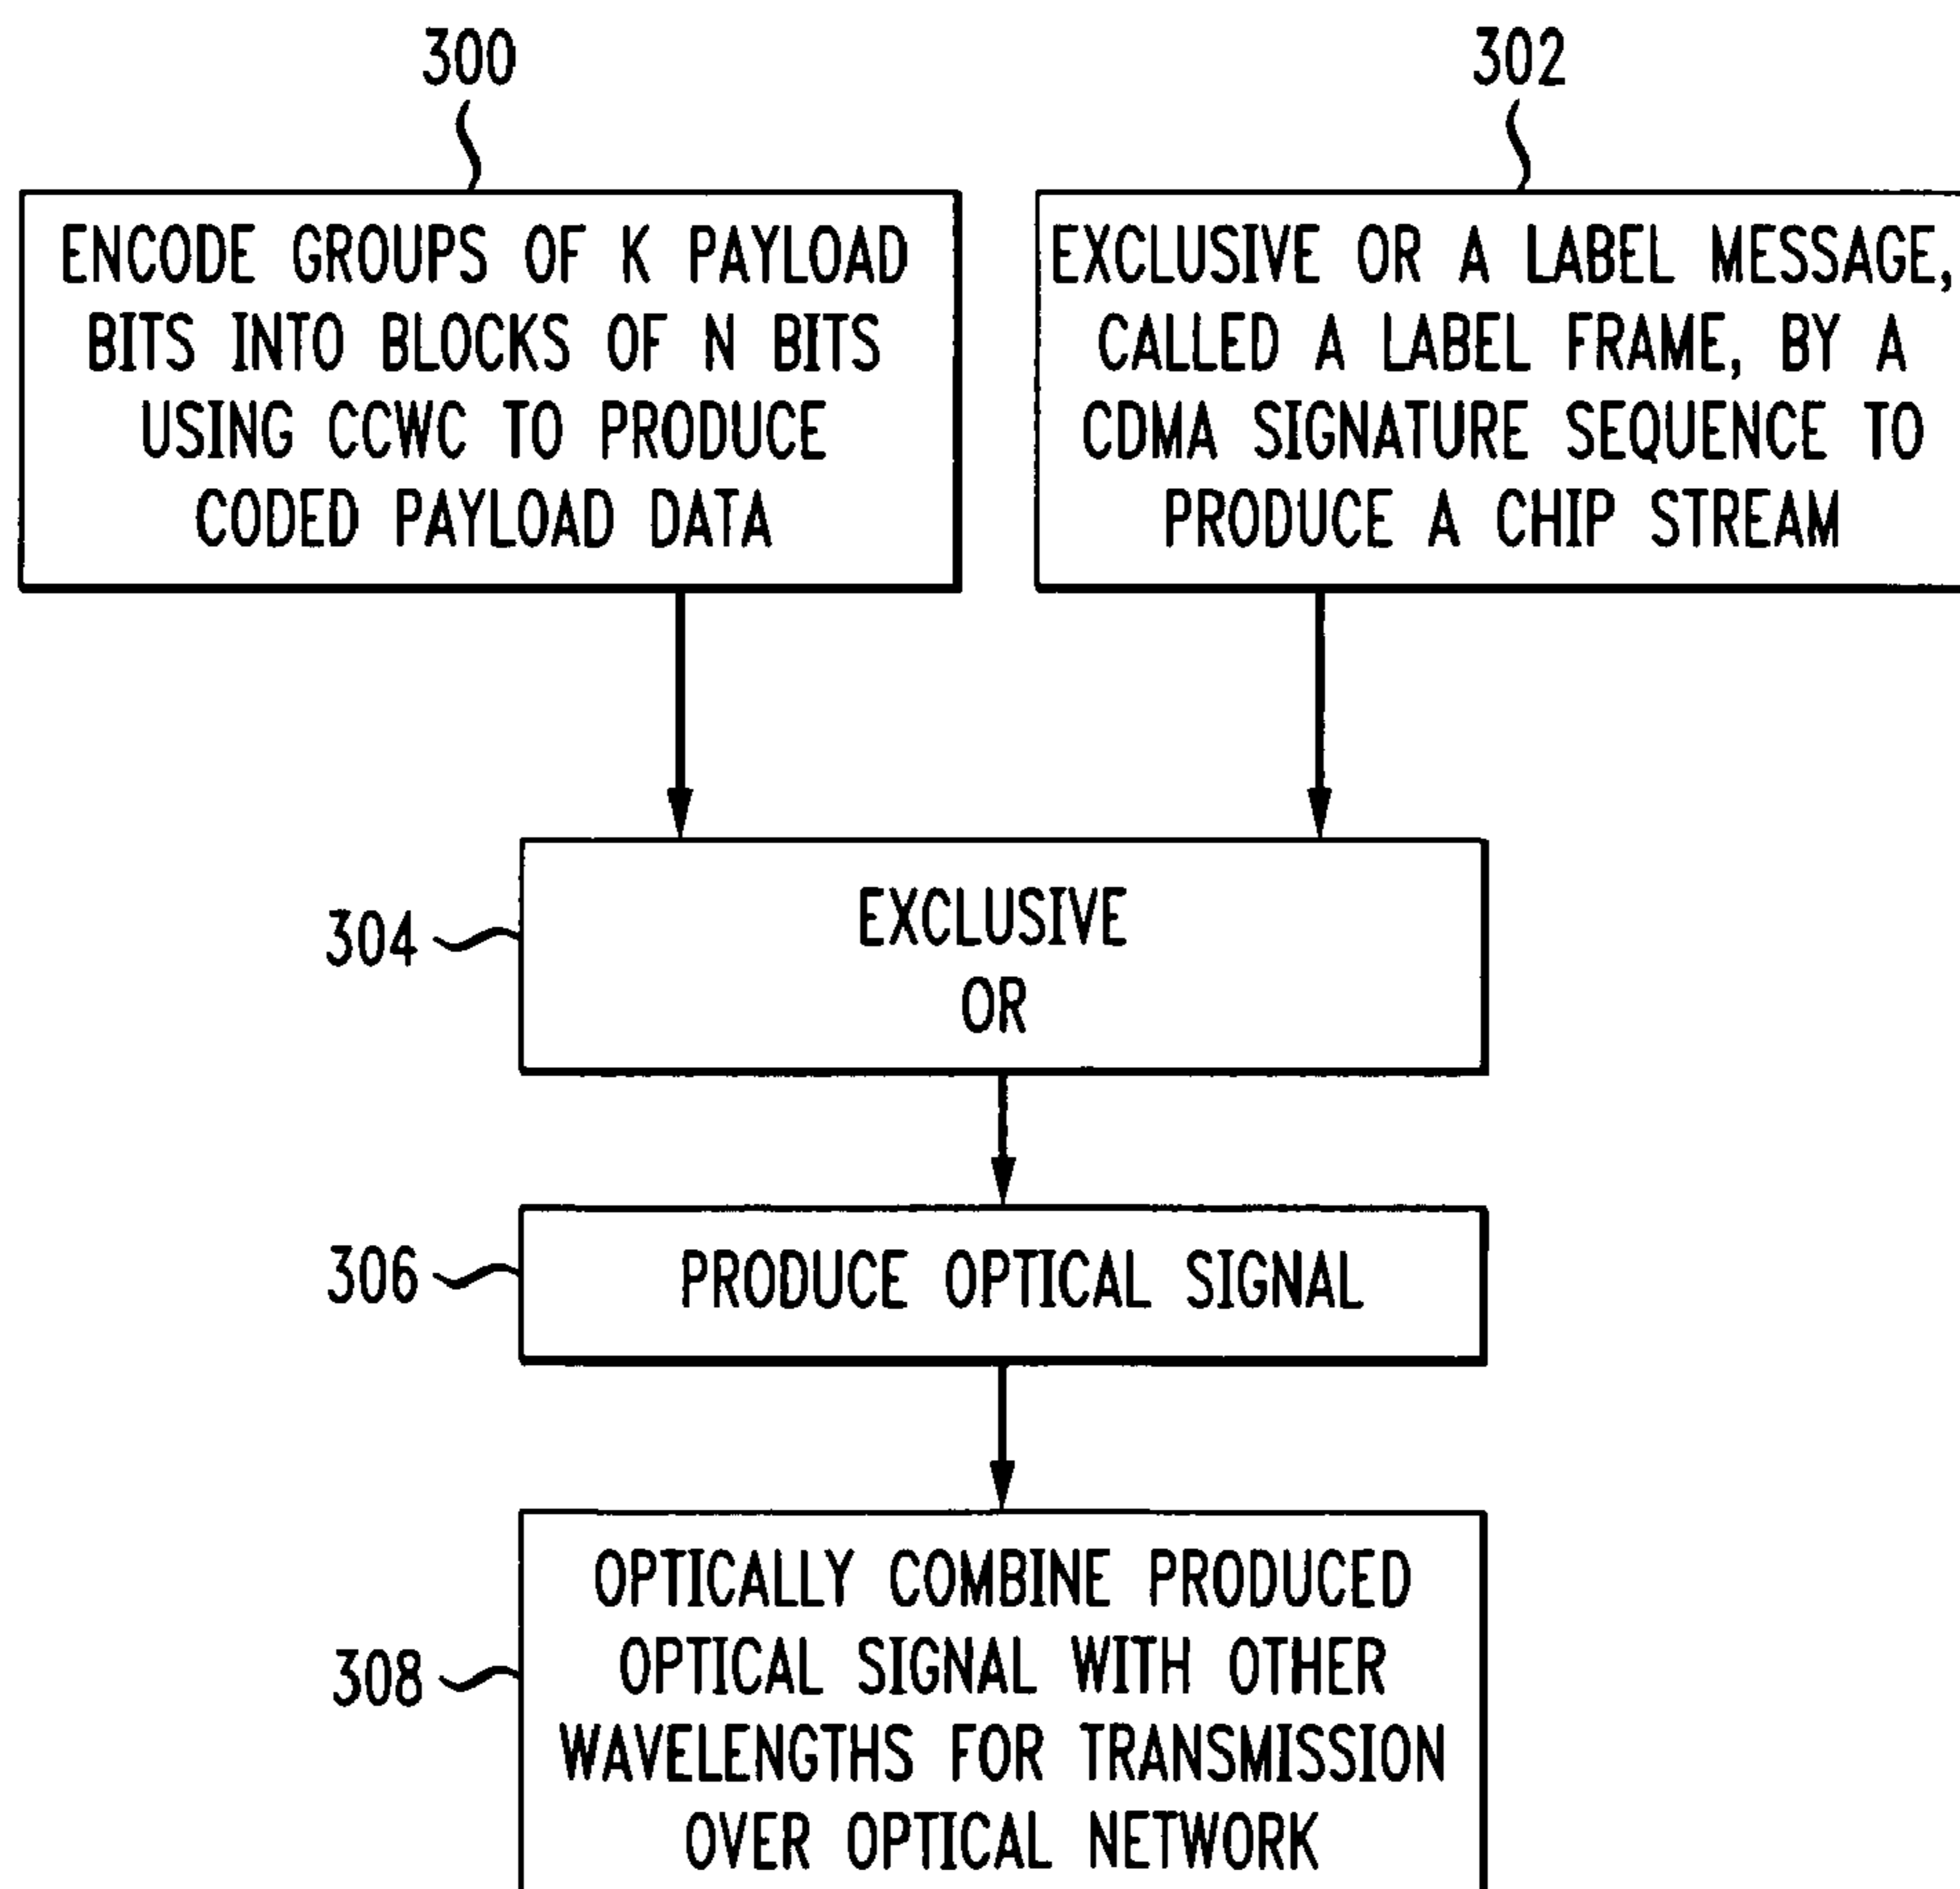 300
ENCODE GROUPS OF K PAYLOAD
BITS INTO BLOCKS OF N BITS
USING CCWC TO PRODUCE
CODED PAYLOAD DATA
302
EXCLUSIVE OR A LABEL MESSAGE,
CALLED A LABEL FRAME, BY A
CDMA SIGNATURE SEQUENCE TO
PRODUCE A CHIP STREAM
304
EXCLUSIVE
OR
306
PRODUCE OPTICAL SIGNAL
308
OPTICALLY COMBINE PRODUCED
OPTICAL SIGNAL WITH OTHER
WAVELENGTHS FOR TRANSMISSION
OVER OPTICAL NETWORK